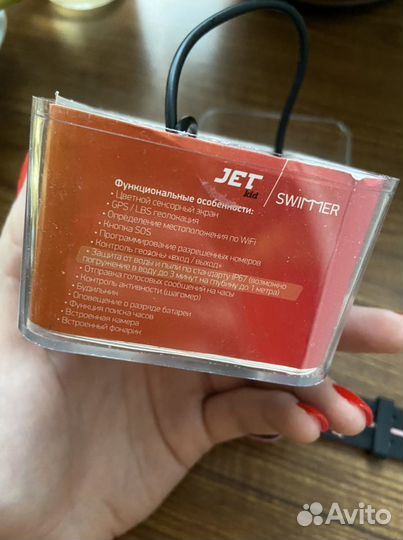 JET kid / SWIMMER
Функциональные особенности:
• Цветной сенсорный экран
• GPS / LBS геолокация
• Определение местоположения по WiFi
• Кнопка SOS
• Программирование разрешенных номеров
• Контроль геозоны «вход / выход»
• Защита от воды и пыли по стандарту IP67 (возможно
погружение в воду до 3 минут на глубину до 1 метра)
• Отправка голосовых сообщений на часы
• Контроль активности (шагомер)
• Будильник
• Оповещение о разряде батареи
• Функция поиска часов
• Встроенная камера
• Встроенный фонарик
Avito